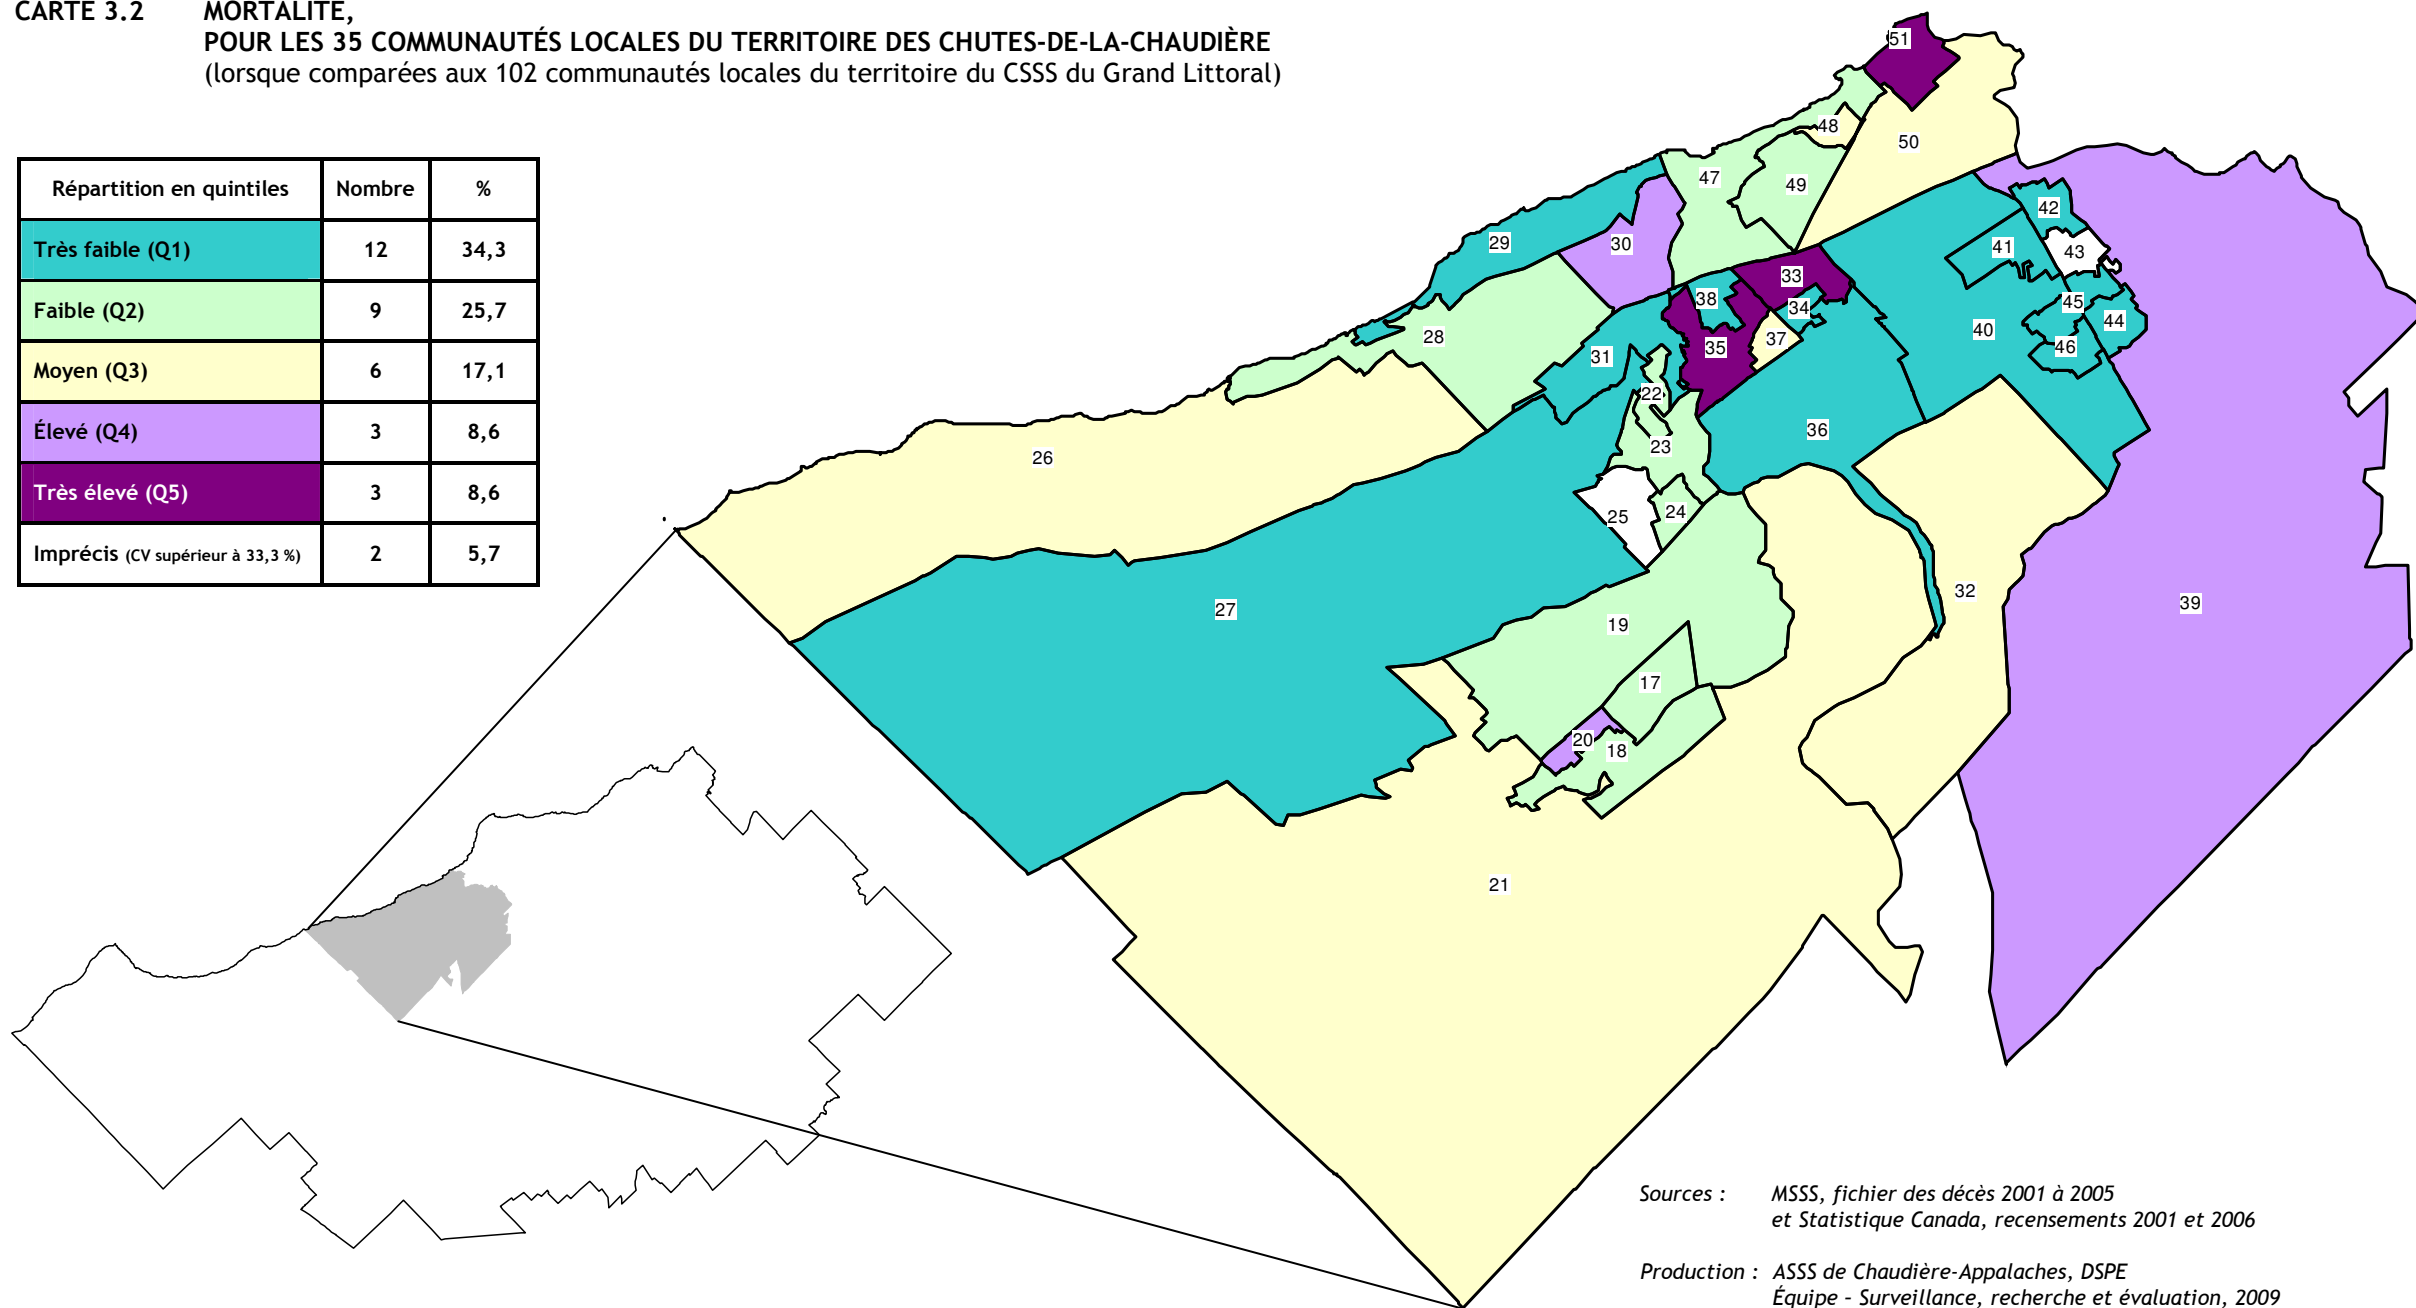 CARTE 3.2 MORTALITÉ,
POUR LES 35 COMMUNAUTÉS LOCALES DU TERRITOIRE DES CHUTES-DE-LA-CHAUDIÈRE
(lorsque comparées aux 102 communautés locales du territoire du CSSS du Grand Littoral)
Répartition en quintiles Nombre %
Très faible (Q1) 12 34,3
Faible (Q2) 9 25,7
Moyen (Q3) 6 17,1
Élevé (Q4) 3 8,6
Très élevé (Q5) 3 8,6
Imprécis (CV supérieur à 33,3 %) 2 5,7
51
48
50
47
49
42
29
30
41
43
33
38
34
45
44
40
28
37
35
46
31
22
36
23
26
25
24
32
39
27
19
17
20
18
21
Sources : MSSS, fichier des décès 2001 à 2005
et Statistique Canada, recensements 2001 et 2006
Production : ASSS de Chaudière-Appalaches, DSPE
Équipe - Surveillance, recherche et évaluation, 2009